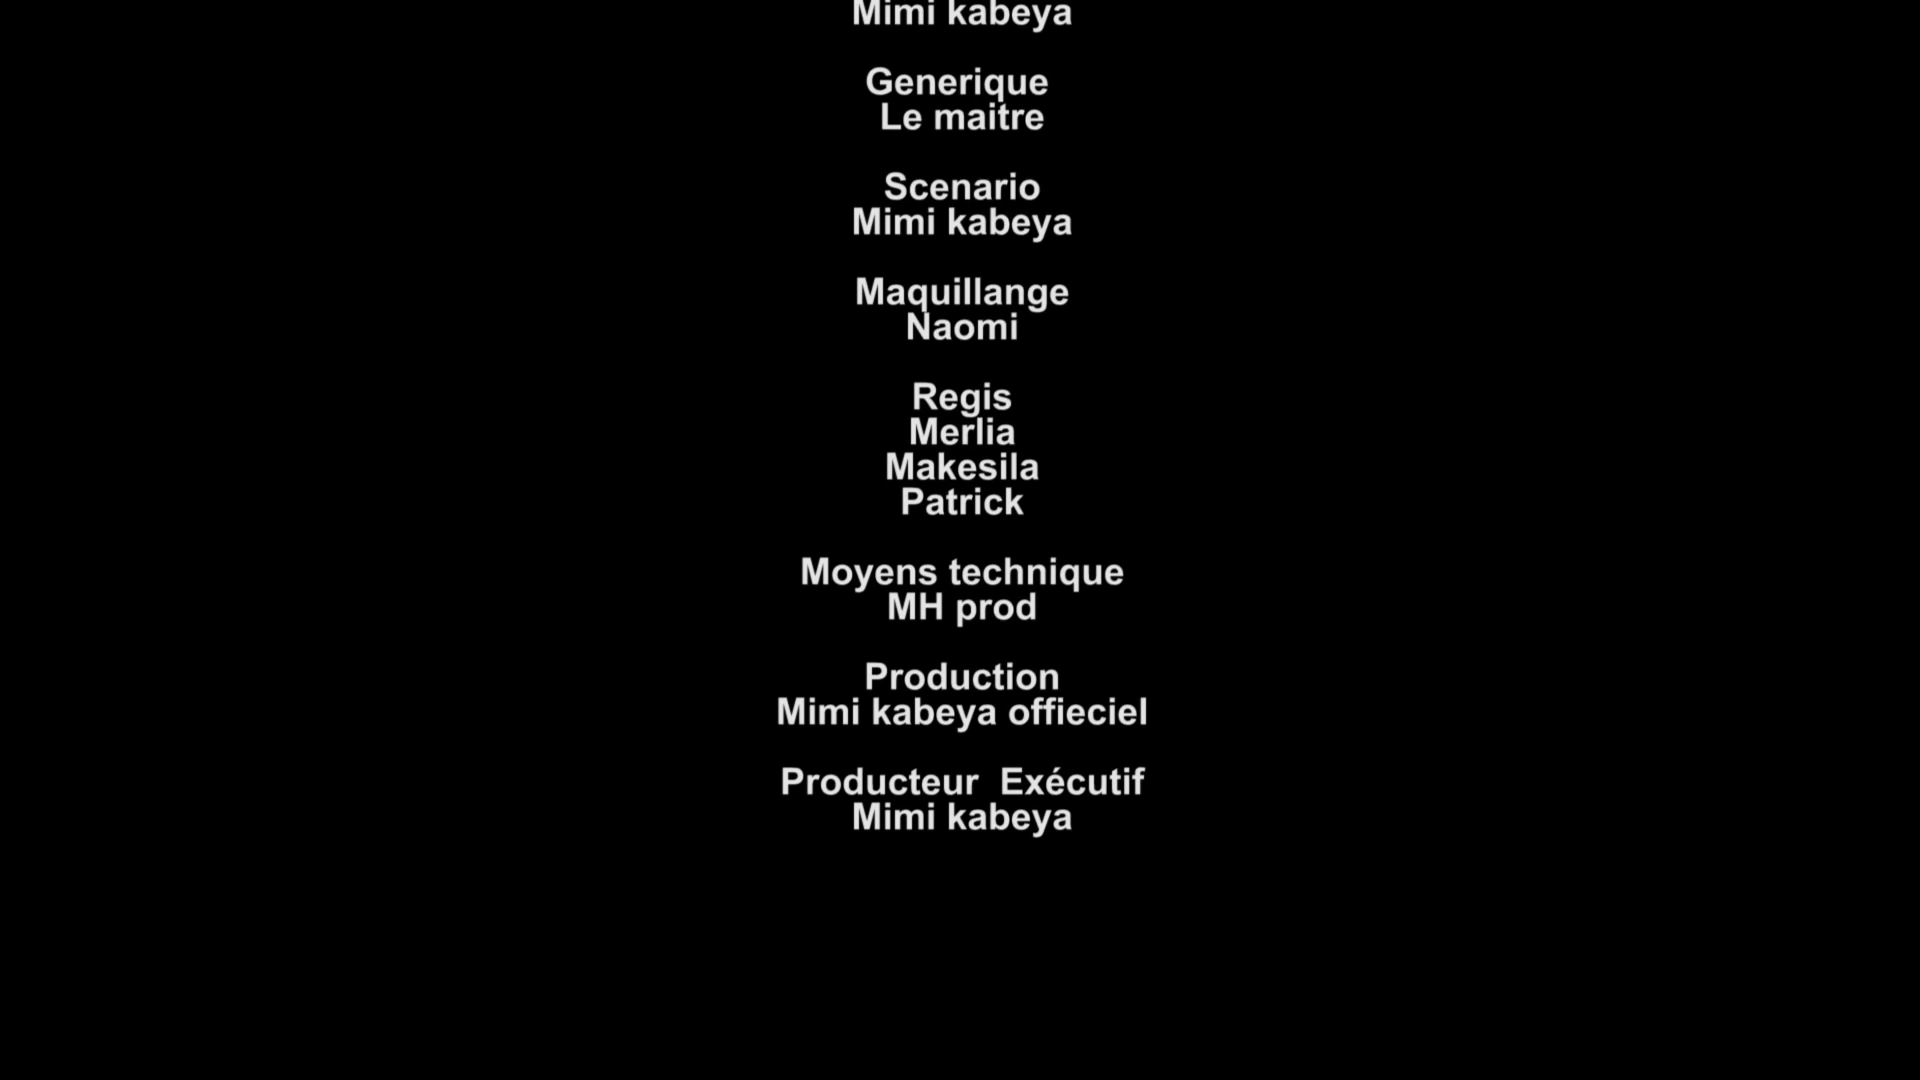 Mimi kabeya
Generique
Le maitre
Scenario
Mimi kabeya
Maquillange
Naomi
Regis
Merlia
Makesila
Patrick
Moyens technique
MH prod
Production
Mimi kabeya offieciel
Producteur  Exécutif
Mimi kabeya